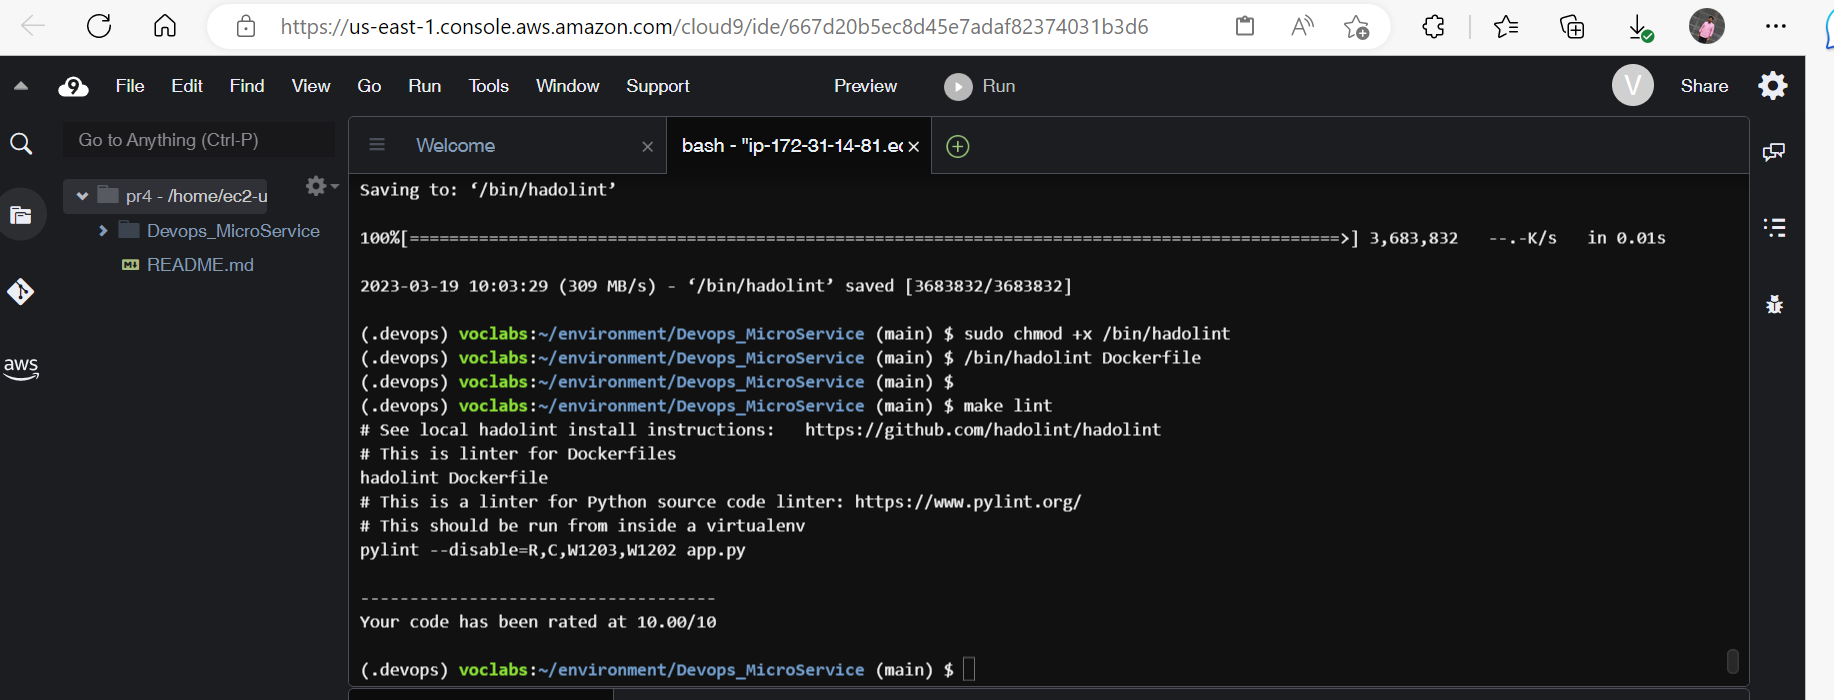 https://us-east-1.console.aws.amazon.com/cloud9/ide/667d20b5ec8d45e7adaf82374031b3d6
9 File Edit Find View Go Run Tools Window Support Preview Run V Share
Go to Anything (Ctrl-P)
Welcome
bash - "ip-172-31-14-81.ec
pr4 - /home/ec2-u
Devops_MicroService
README.md
aws
Saving to: ‘/bin/hadolint’
100%[==============================================================================================>] 3,683,832 --.-K/s in 0.01s
2023-03-19 10:03:29 (309 MB/s) - ‘/bin/hadolint’ saved [3683832/3683832]
(.devops) voclabs:~/environment/Devops_MicroService (main) $ sudo chmod +x /bin/hadolint
(.devops) voclabs:~/environment/Devops_MicroService (main) $ /bin/hadolint Dockerfile
(.devops) voclabs:~/environment/Devops_MicroService (main) $
(.devops) voclabs:~/environment/Devops_MicroService (main) $ make lint
# See local hadolint install instructions:   https://github.com/hadolint/hadolint
# This is linter for Dockerfiles
hadolint Dockerfile
# This is a linter for Python source code linter: https://www.pylint.org/
# This should be run from inside a virtualenv
pylint --disable=R,C,W1203,W1202 app.py
------------------------------------
Your code has been rated at 10.00/10
(.devops) voclabs:~/environment/Devops_MicroService (main) $